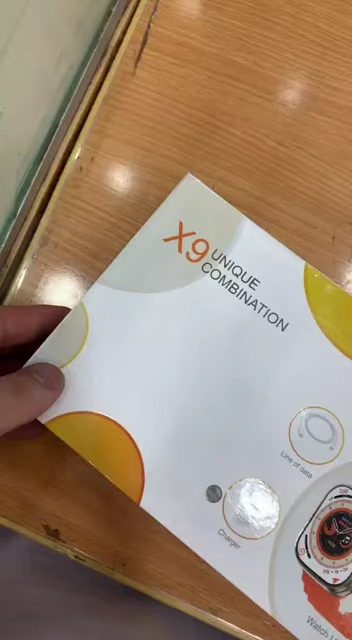 X9 UNIQUE
COMBINATION
Line of data
Charger